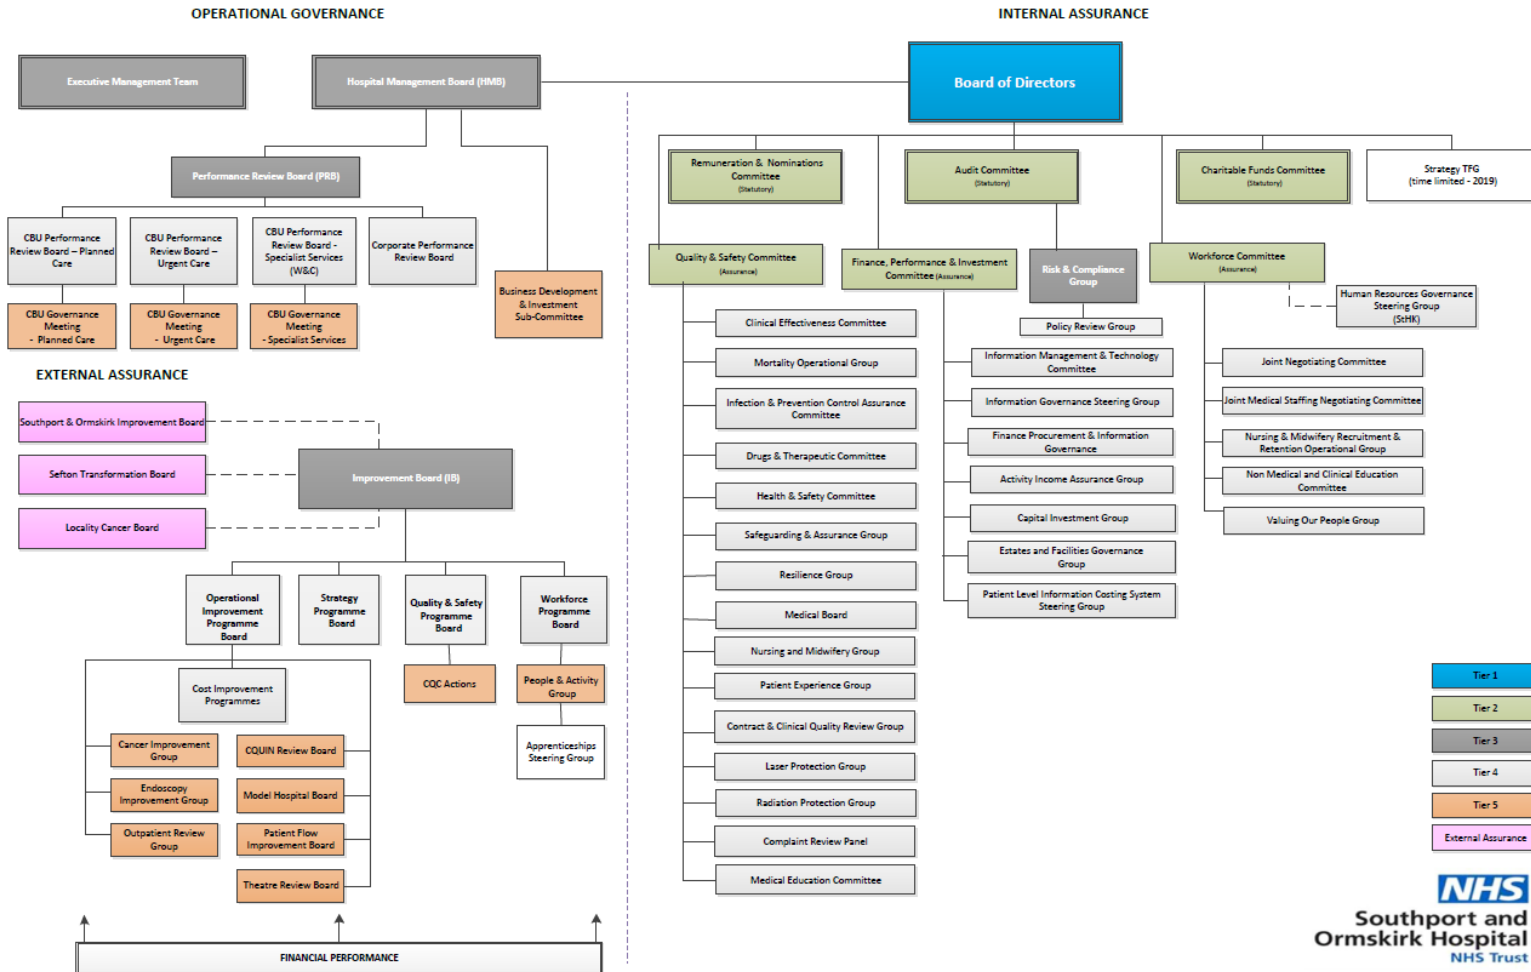 OPERATIONAL GOVERNANCE
INTERNAL ASSURANCE
Executive Management Team
Hospital Management Board (HMB)
Board of Directors
Performance Review Board (PRB)
Remuneration & Nominations
Committee
(Statutory)
Audit Committee
(Statutory)
Charitable Funds Committee
(Statutory)
Strategy TFG
(time limited - 2019)
CBU Performance
Review Board – Planned
Care
CBU Performance
Review Board –
Urgent Care
CBU Performance
Review Board -
Specialist Services
(W&C)
Corporate Performance
Review Board
CBU Governance
Meeting
- Planned Care
CBU Governance
Meeting
- Urgent Care
CBU Governance
Meeting
- Specialist Services
Business Development
& Investment
Sub-Committee
Quality & Safety Committee
(Assurance)
Finance, Performance & Investment
Committee (Assurance)
Risk & Compliance
Group
Workforce Committee
(Assurance)
Human Resources Governance
Steering Group
(StHK)
Policy Review Group
Clinical Effectiveness Committee
Mortality Operational Group
Infection & Prevention Control Assurance
Committee
Drugs & Therapeutic Committee
Health & Safety Committee
Safeguarding & Assurance Group
Resilience Group
Medical Board
Nursing and Midwifery Group
Patient Experience Group
Contract & Clinical Quality Review Group
Laser Protection Group
Radiation Protection Group
Complaint Review Panel
Medical Education Committee
Information Management & Technology
Committee
Information Governance Steering Group
Finance Procurement & Information
Governance
Activity Income Assurance Group
Capital Investment Group
Estates and Facilities Governance
Group
Patient Level Information Costing System
Steering Group
Joint Negotiating Committee
Joint Medical Staffing Negotiating Committee
Nursing & Midwifery Recruitment &
Retention Operational Group
Non Medical and Clinical Education
Committee
Valuing Our People Group
EXTERNAL ASSURANCE
Southport & Ormskirk Improvement Board
Sefton Transformation Board
Locality Cancer Board
Improvement Board (IB)
Operational
Improvement
Programme
Board
Strategy
Programme
Board
Quality & Safety
Programme
Board
Workforce
Programme
Board
Cost Improvement
Programmes
CQC Actions
People & Activity
Group
Apprenticeships
Steering Group
Cancer Improvement
Group
Endoscopy
Improvement Group
Outpatient Review
Group
CQUIN Review Board
Model Hospital Board
Patient Flow
Improvement Board
Theatre Review Board
FINANCIAL PERFORMANCE
Tier 1
Tier 2
Tier 3
Tier 4
Tier 5
External Assurance
NHS
Southport and
Ormskirk Hospital
NHS Trust